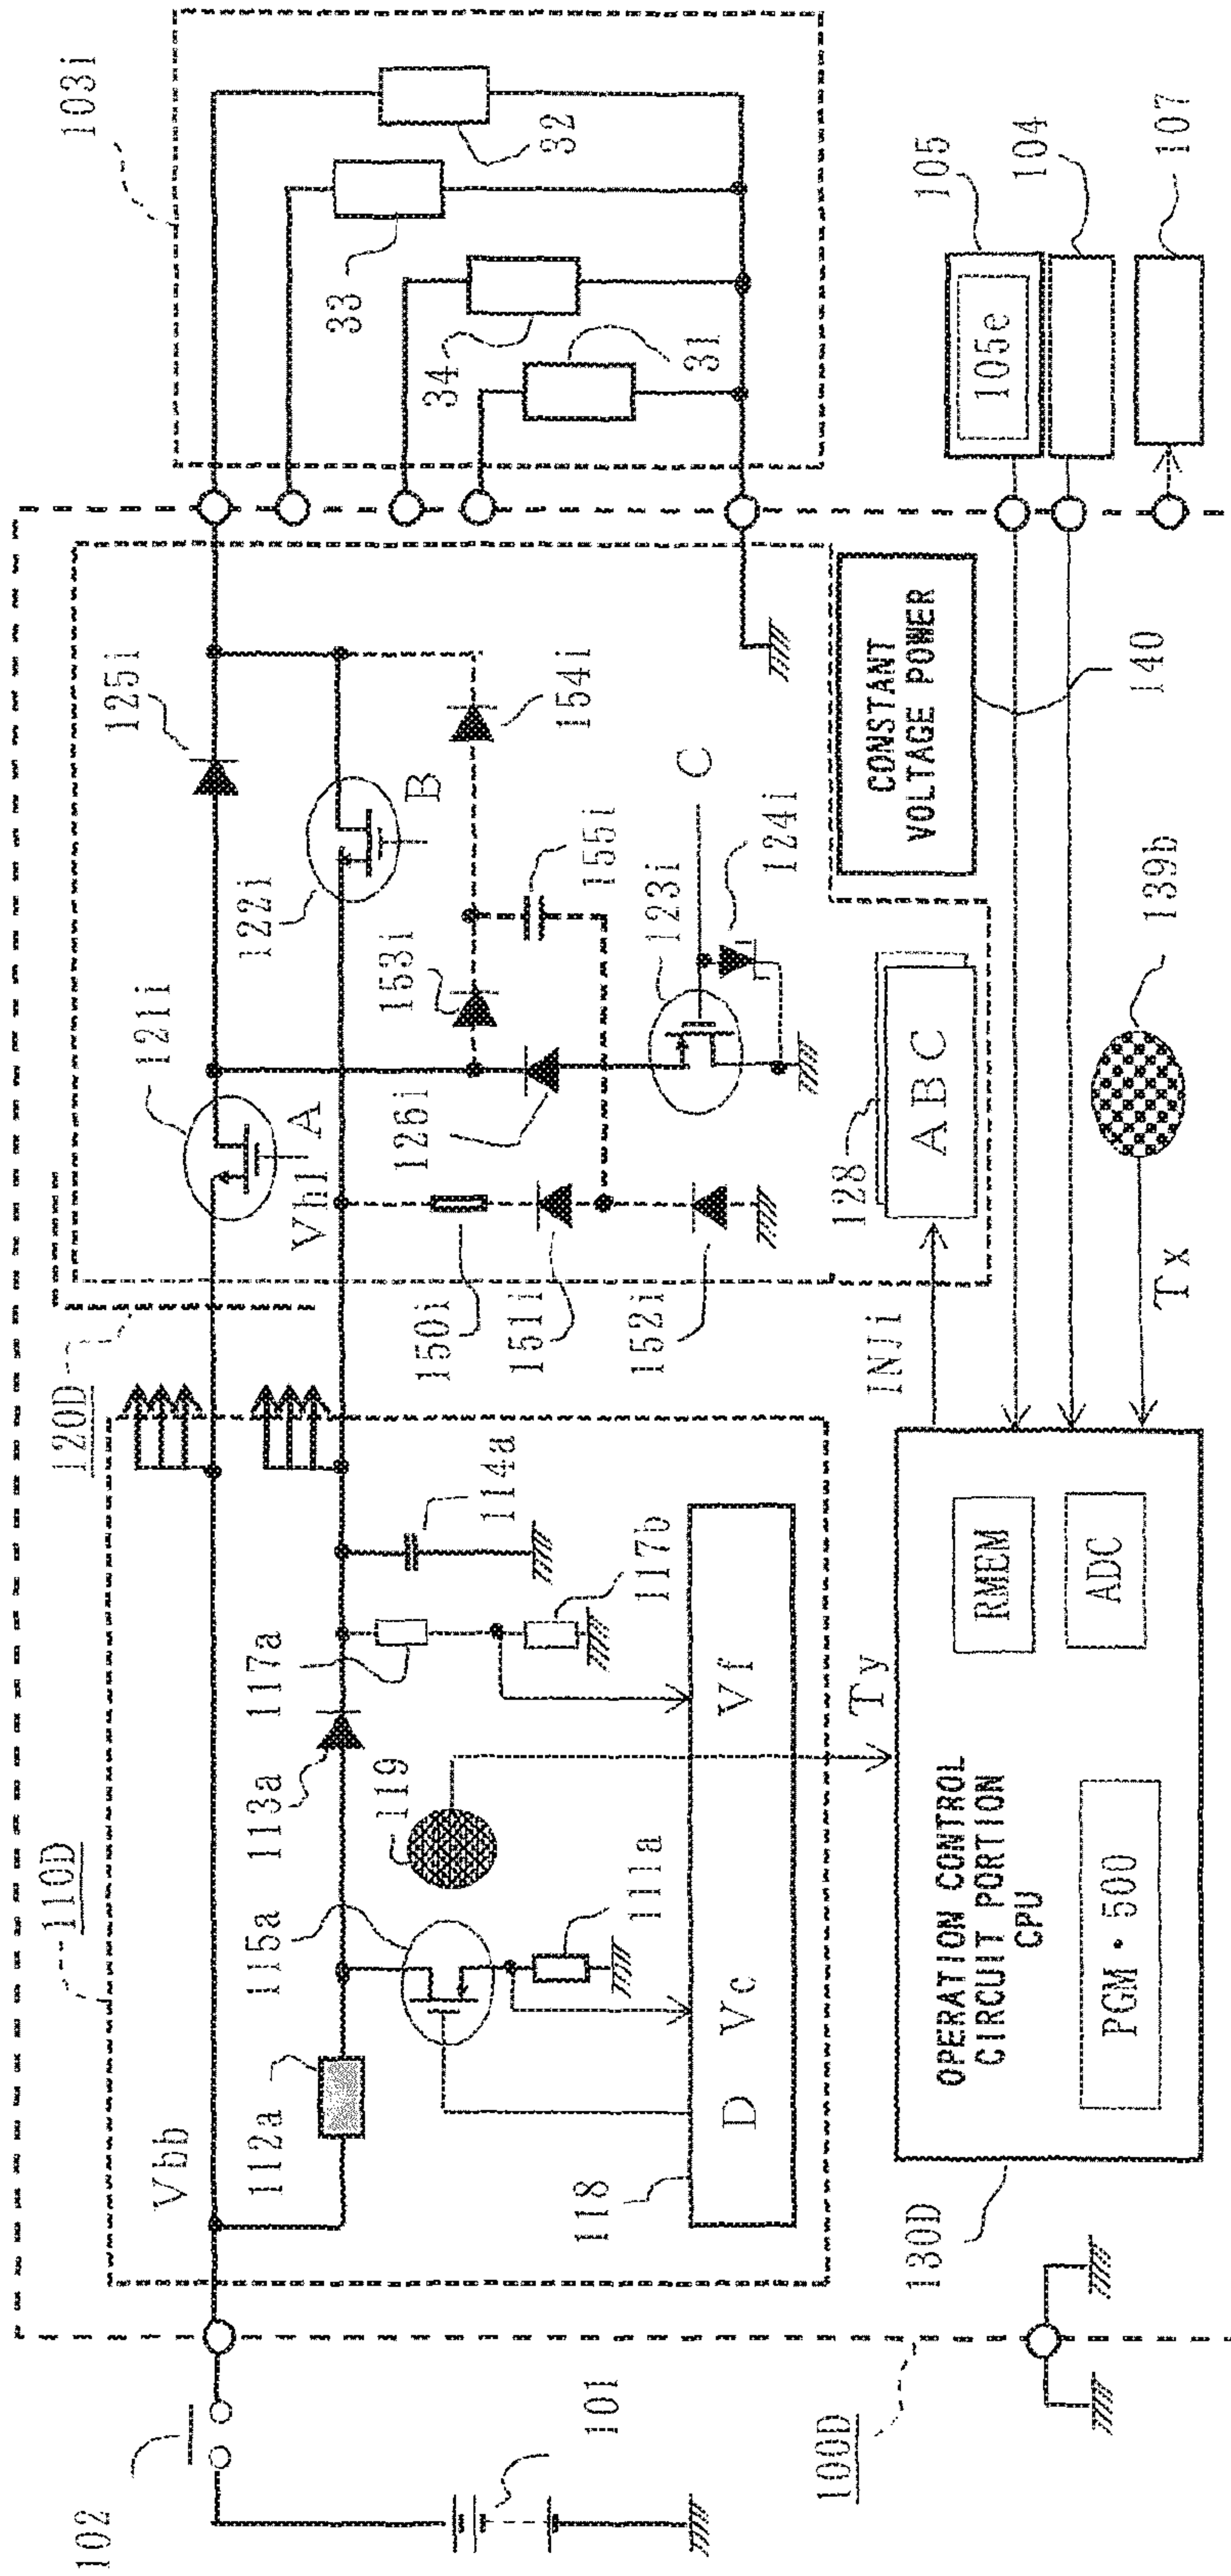 102
101
100D
110D
Vbb
112a
115a
113a
119
117a
117b
114a
111a
118
D
Vc
Vf
Ty
130D
OPERATION CONTROL
CIRCUIT PORTION
CPU
PGM・500
RMEM
ADC
120D
121i
A
Vh1
125i
122i
B
126i
153i
154i
155i
150i
151i
152i
123i
C
124i
128
A B C
INJi
CONSTANT
VOLTAGE POWER
140
139b
Tx
103i
33
32
34
31
105
105e
104
107